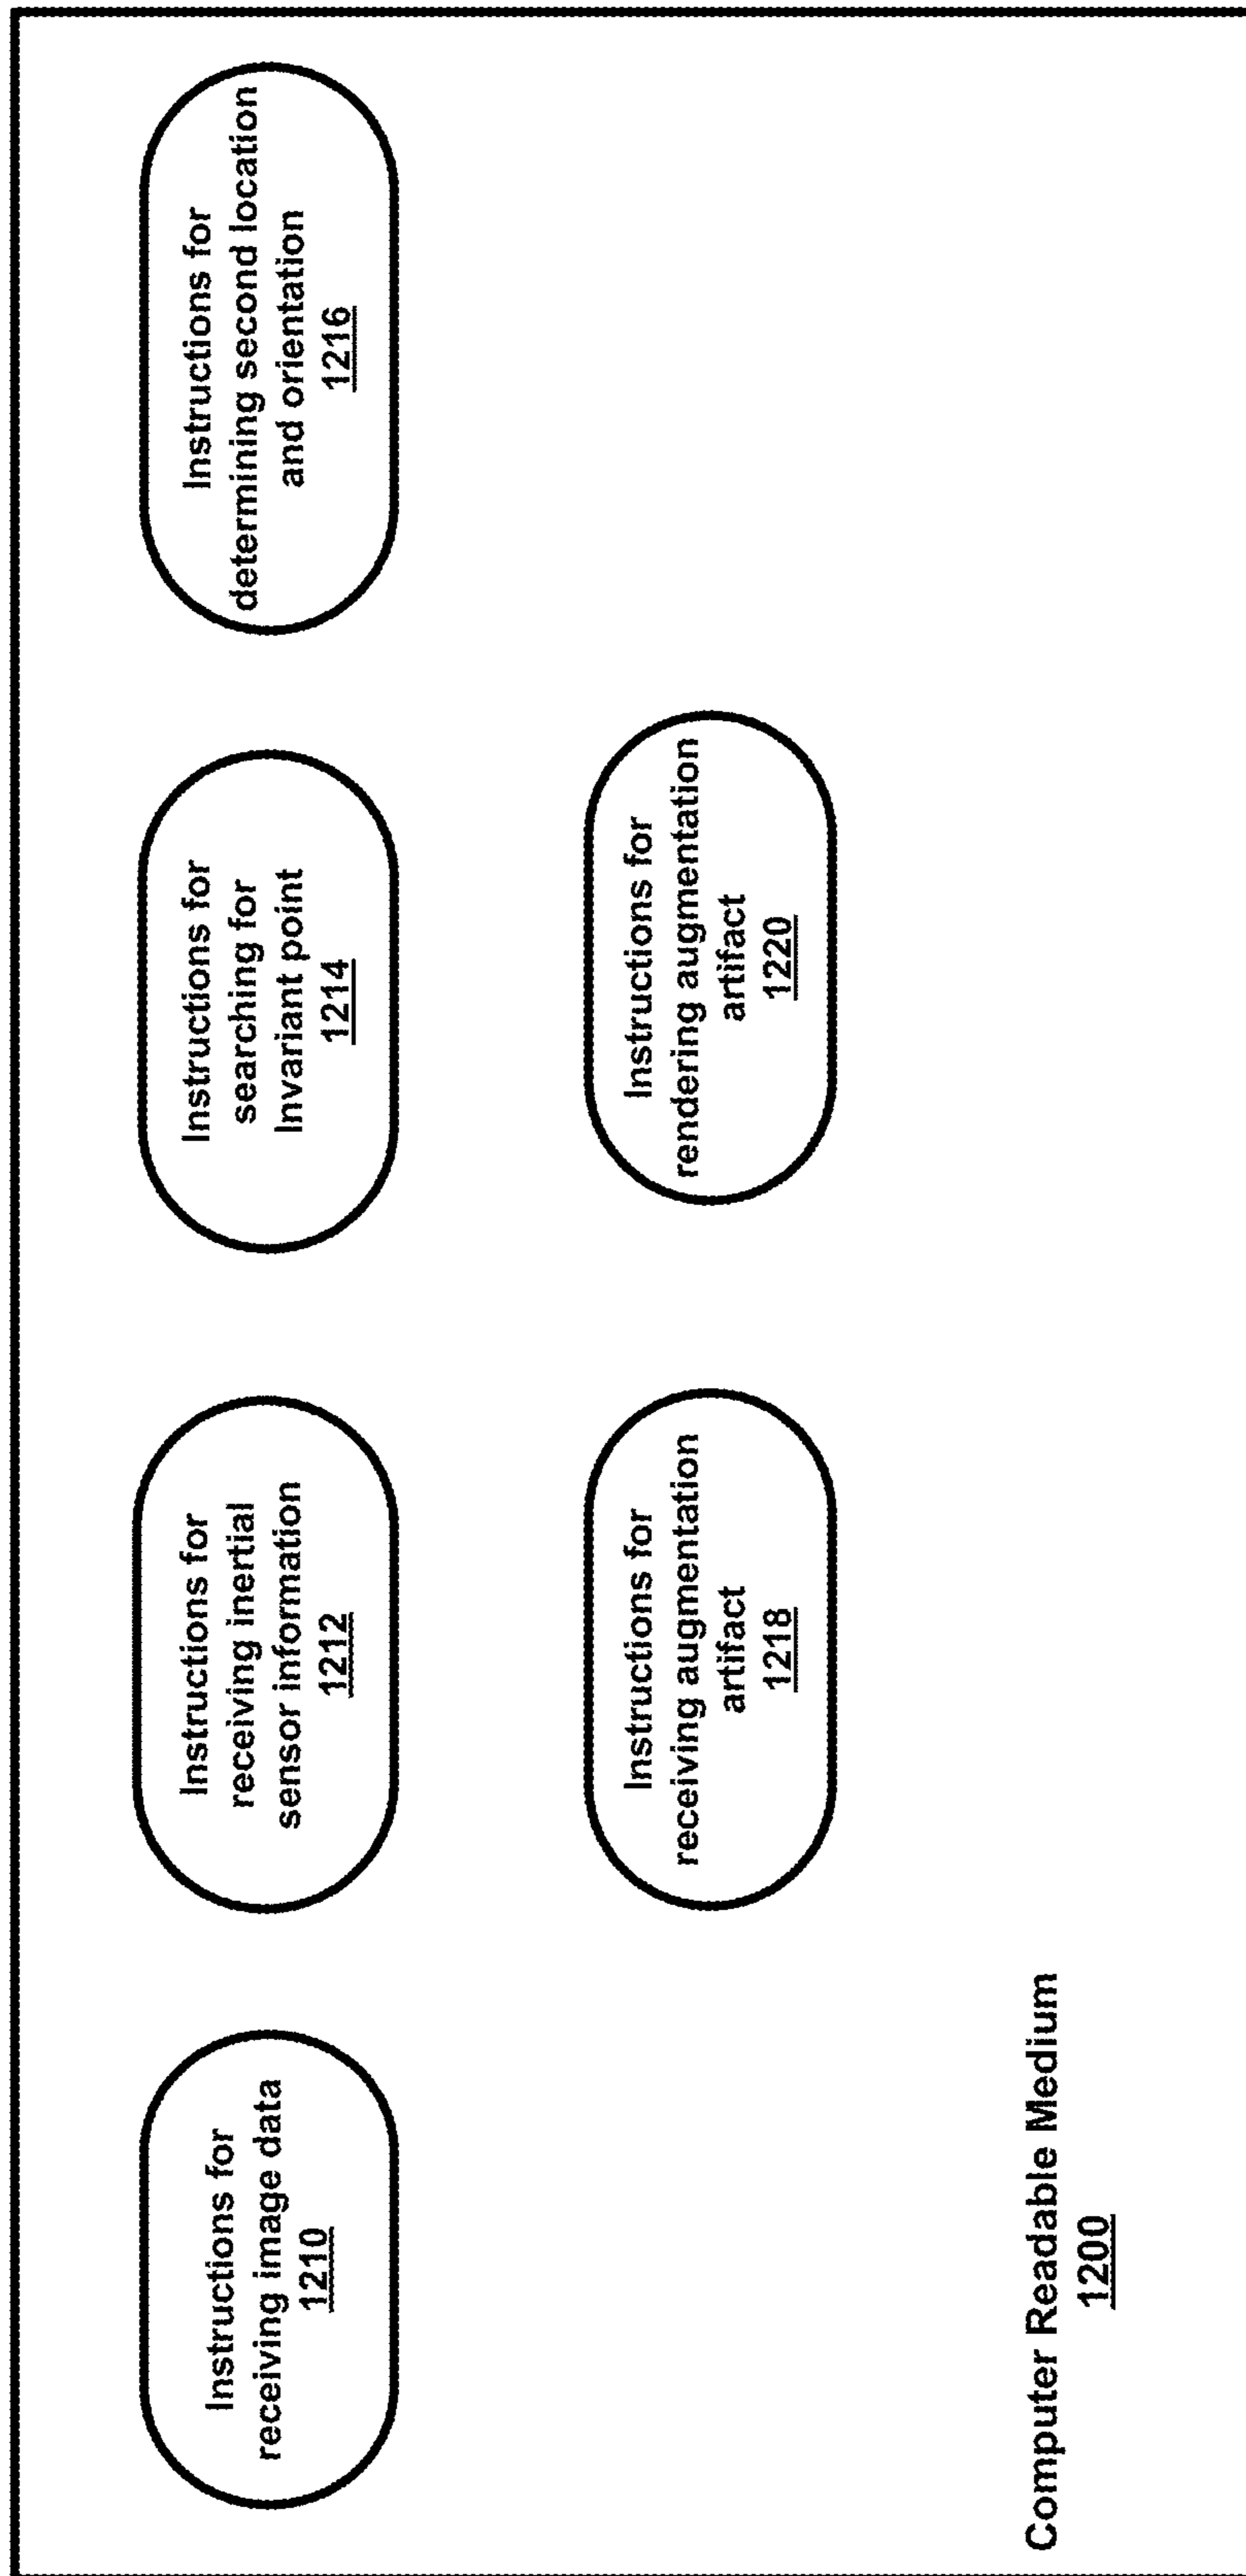 Instructions for
receiving image data
1210
Instructions for
receiving inertial
sensor information
1212
Instructions for
searching for
Invariant point
1214
Instructions for
determining second location
and orientation
1216
Instructions for
receiving augmentation
artifact
1218
Instructions for
rendering augmentation
artifact
1220
Computer Readable Medium
1200